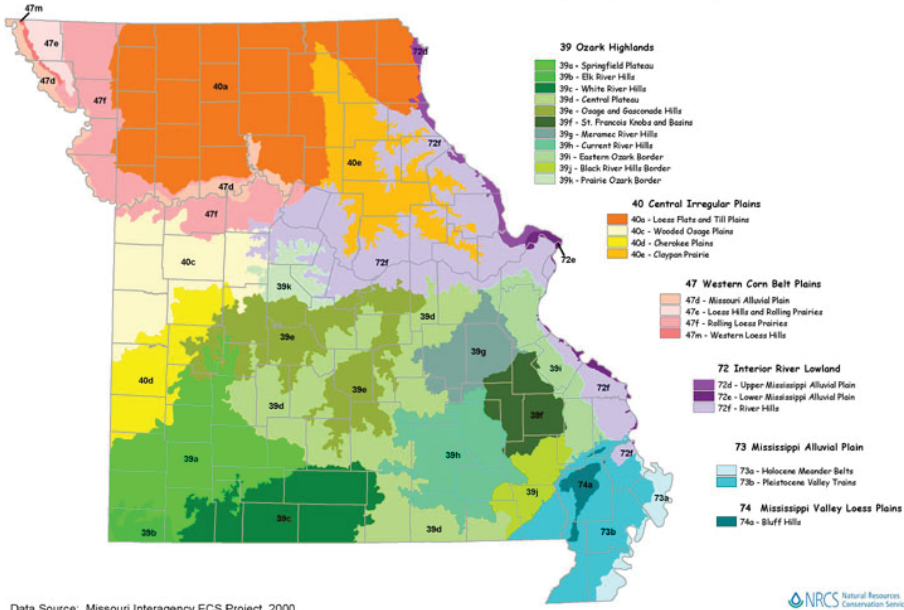 47m
47e
47d
47f
40a
72d
40e
72f
47d
47f
40c
72f
72e
39k
39d
39e
39g
39i
72f
40d
39e
39d
39f
72f
39a
39h
74a
73a
39j
39c
39b
39d
73b
39 Ozark Highlands
39a - Springfield Plateau
39b - Elk River Hills
39c - White River Hills
39d - Central Plateau
39e - Osage and Gasconade Hills
39f - St. Francois Knobs and Basins
39g - Meramec River Hills
39h - Current River Hills
39i - Eastern Ozark Border
39j - Black River Hills Border
39k - Prairie Ozark Border
40 Central Irregular Plains
40a - Loess Flats and Till Plains
40c - Wooded Osage Plains
40d - Cherokee Plains
40e - Claypan Prairie
47 Western Corn Belt Plains
47d - Missouri Alluvial Plain
47e - Loess Hills and Rolling Prairies
47f - Rolling Loess Prairies
47m - Western Loess Hills
72 Interior River Lowland
72d - Upper Mississippi Alluvial Plain
72e - Lower Mississippi Alluvial Plain
72f - River Hills
73 Mississippi Alluvial Plain
73a - Holocene Meander Belts
73b - Pleistocene Valley Trains
74 Mississippi Valley Loess Plains
74a - Bluff Hills
Data Source: Missouri Interagency ECS Project, 2000
NRCS Natural Resources
Conservation Servic